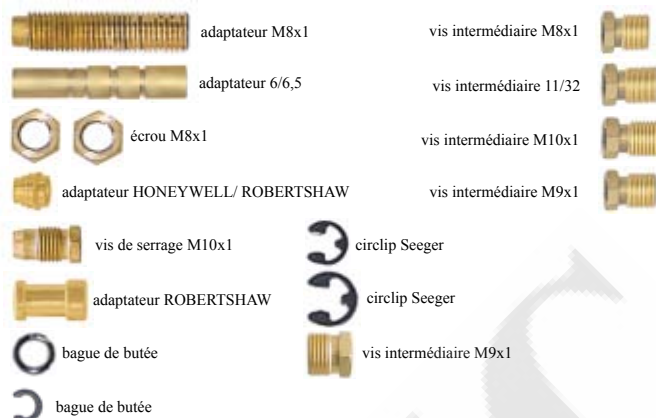 adaptateur M8x1
vis intermédiaire M8x1
adaptateur 6/6,5
vis intermédiaire 11/32
écrou M8x1
vis intermédiaire M10x1
adaptateur HONEYWELL/ ROBERTSHAW
vis intermédiaire M9x1
vis de serrage M10x1
circlip Seeger
adaptateur ROBERTSHAW
circlip Seeger
bague de butée
vis intermédiaire M9x1
bague de butée